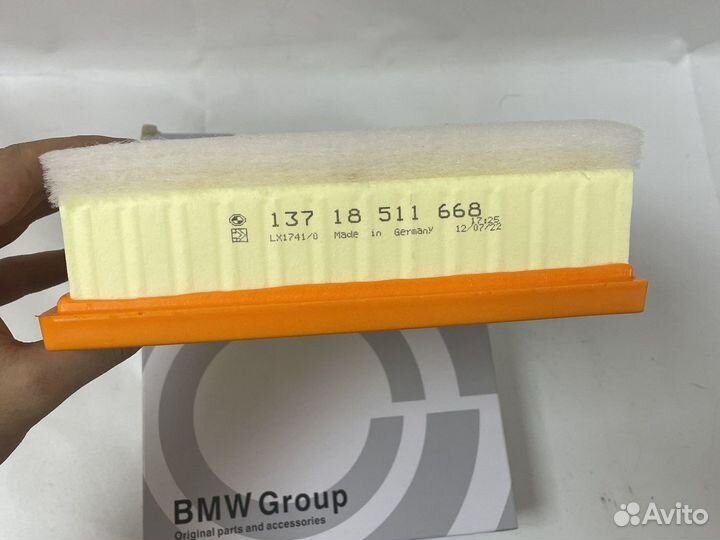 137 18 511 668
17:25
LX1741/0 Made in Germany 12/07/22
BMW Group
Original parts and accessories
Avito